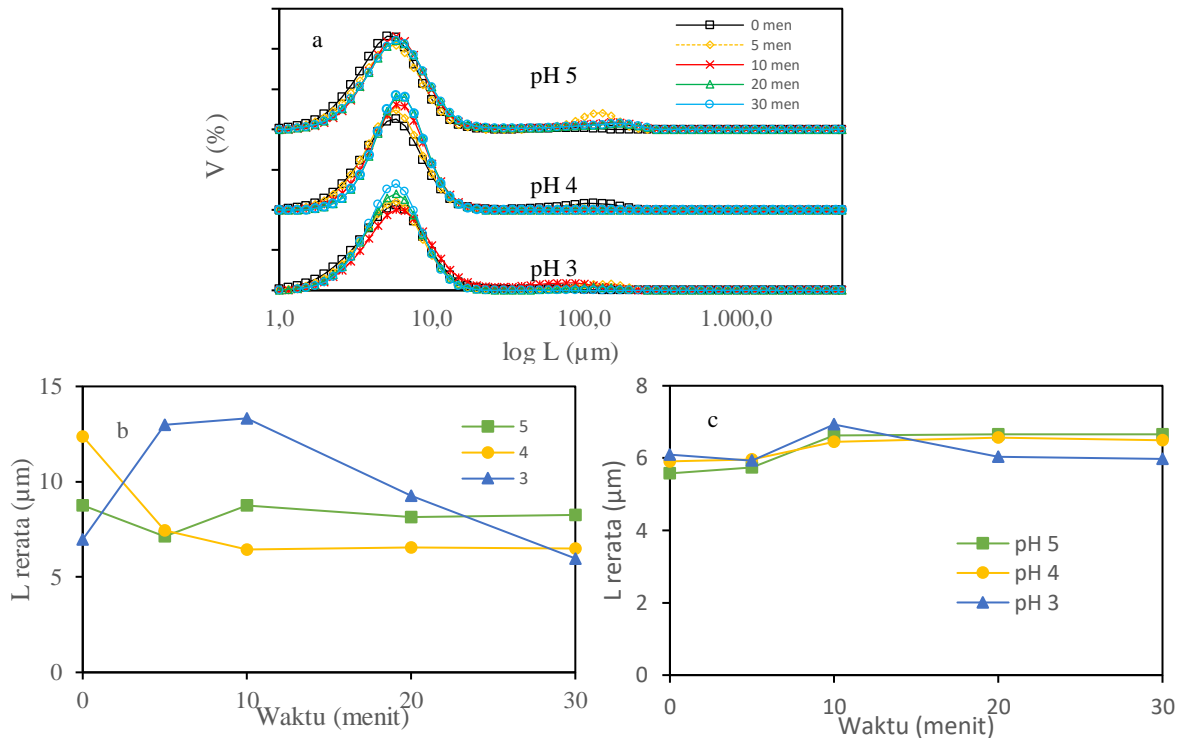 a
0 men
5 men
10 men
20 men
30 men
pH 5
pH 4
pH 3
V (%)
1,0 10,0 100,0 1.000,0
log L (µm)
b
15
10
5
0
5
4
3
L rerata (µm)
0 10 20 30
Waktu (menit)
c
8
6
4
2
0
pH 5
pH 4
pH 3
L rerata (µm)
0 10 20 30
Waktu (menit)